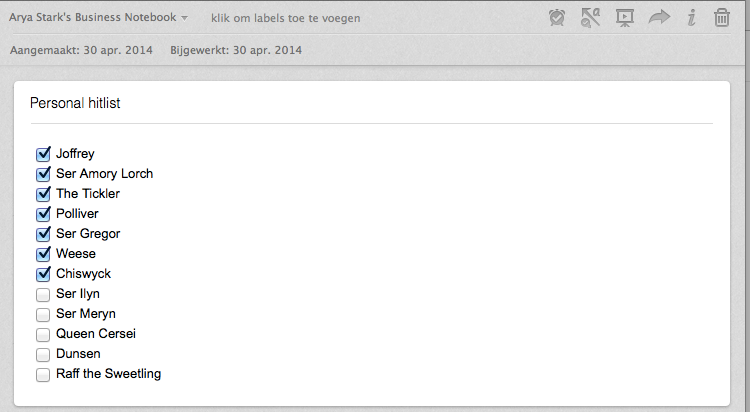 Arya Stark's Business Notebook klik om labels toe te voegen
Aangemaakt: 30 apr. 2014 Bijgewerkt: 30 apr. 2014
Personal hitlist
Joffrey
Ser Amory Lorch
The Tickler
Polliver
Ser Gregor
Weese
Chiswyck
Ser Ilyn
Ser Meryn
Queen Cersei
Dunsen
Raff the Sweetling